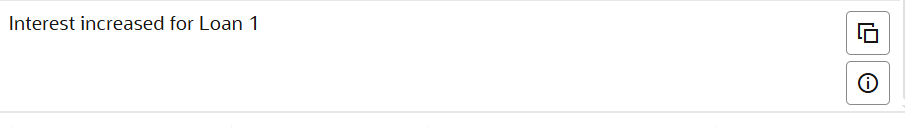 Interest increased for Loan 1